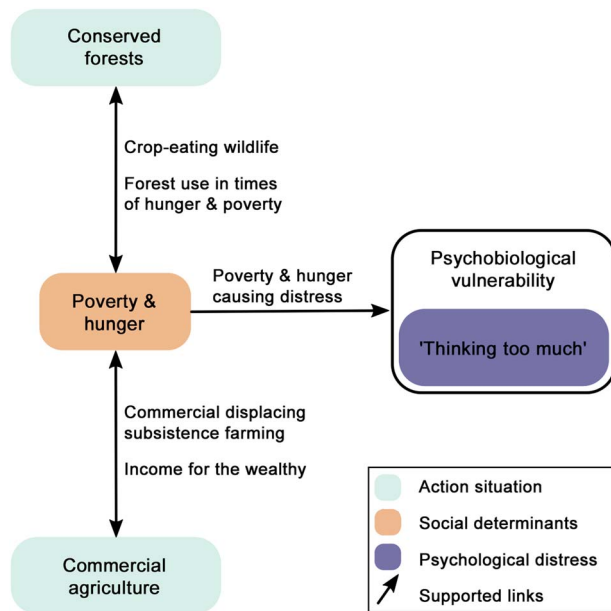 Conserved
forests
Crop-eating wildlife
Forest use in times
of hunger & poverty
Poverty &
hunger
Poverty & hunger
causing distress
Psychobiological
vulnerability
'Thinking too much'
Commercial displacing
subsistence farming
Income for the wealthy
Commercial
agriculture
Action situation
Social determinants
Psychological distress
Supported links